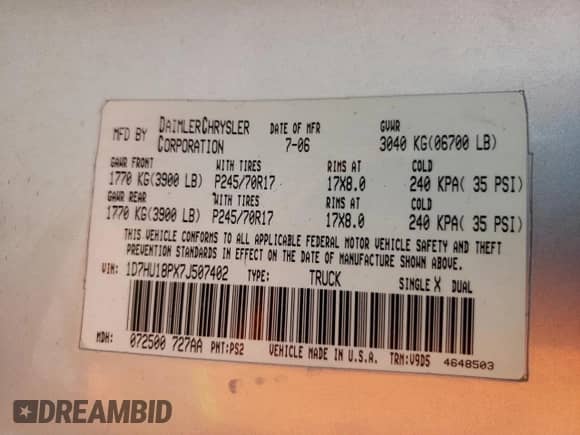 MFD BY DAIMLERCHRYSLER CORPORATION DATE OF MFR 7-06 GVWR 3040 KG(06700 LB)
GAWR FRONT WITH TIRES RIMS AT COLD
1770 KG(3900 LB) P245/70R17 17X8.0 240 KPA( 35 PSI)
GAWR REAR WITH TIRES RIMS AT COLD
1770 KG(3900 LB) P245/70R17 17X8.0 240 KPA( 35 PSI)
THIS VEHICLE CONFORMS TO ALL APPLICABLE FEDERAL MOTOR VEHICLE SAFETY AND THEFT
PREVENTION STANDARDS IN EFFECT ON THE DATE OF MANUFACTURE SHOWN ABOVE.
VIN: 1D7HU18PX7J507402 TYPE: TRUCK SINGLE X DUAL
MDH: 072500 727AA PNT:PS2 VEHICLE MADE IN U.S.A. TRM:V9D5 4648503
DREAMBID